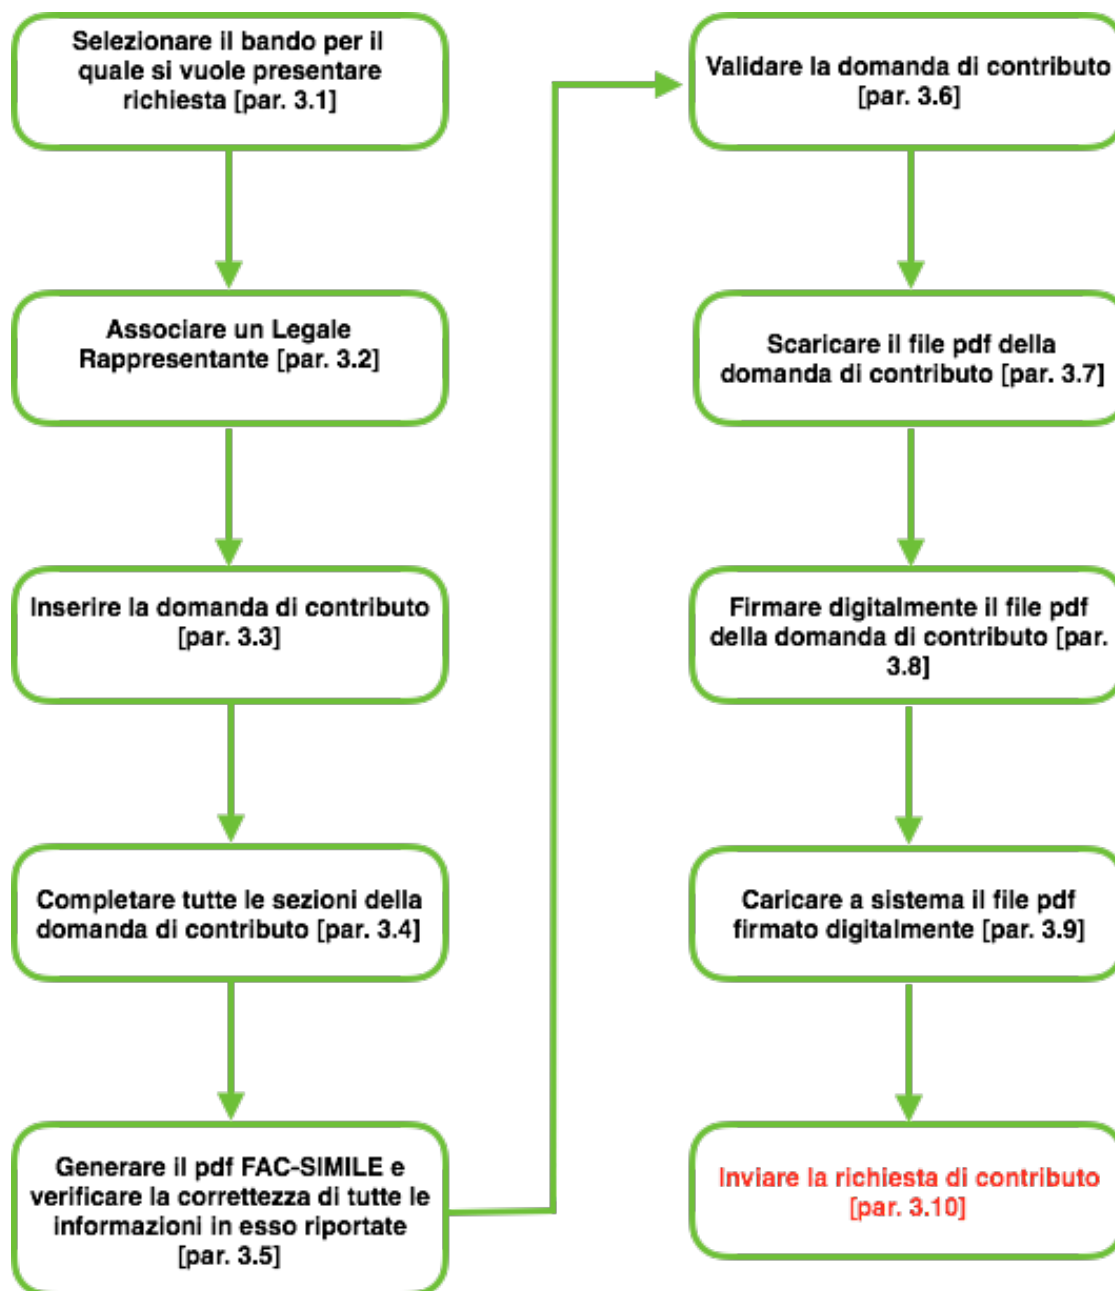 Selezionare il bando per il
quale si vuole presentare
richiesta [par. 3.1]
Associare un Legale
Rappresentante [par. 3.2]
Inserire la domanda di contributo
[par. 3.3]
Completare tutte le sezioni della
domanda di contributo [par. 3.4]
Generare il pdf FAC-SIMILE e
verificare la correttezza di tutte le
informazioni in esso riportate
[par. 3.5]
Validare la domanda di contributo
[par. 3.6]
Scaricare il file pdf della
domanda di contributo [par. 3.7]
Firmare digitalmente il file pdf
della domanda di contributo [par.
3.8]
Caricare a sistema il file pdf
firmato digitalmente [par. 3.9]
Inviare la richiesta di contributo
[par. 3.10]